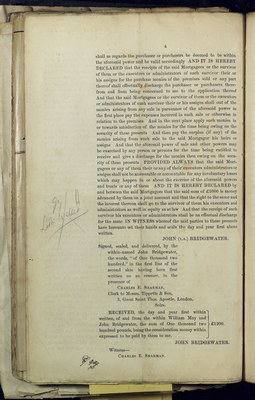 4
shall as regards the purchaser or purchasers be deemed to be within
the aforesaid power and be valid accordingly AND IT IS HEREBY
DECLARED that the receipts of the said Mortgagees or the survivors
of them or the executors or administrators of such survivor their or
his assigns for the purchase monies of the premises sold or any part
thereof shall effectually discharge the purchaser or purchasers there-
from and from being concerned to see to the application thereof
And that the said Mortgagees or the survivors of them or the executors
or administrators of such survivor their or his assigns shall out of the
monies arising from any sale in pursuance of the aforesaid power in
the first place pay the expenses incurred in such sale or otherwise in
relation to the premises And in the next place apply such monies in
or towards satisfaction of the monies for the time being owing on the
security of these presents And then pay the surplus (if any) of the
monies arising from such sale to the said Mortgagor his heirs or
assigns And that the aforesaid power of sale and other powers may
be exercised by any person or persons for the time being entitled to
receive and give a discharge for the monies then owing on the secu-
rity of these presents PROVIDED ALWAYS that the said Mort-
gagees or any of them their or any of their executors administrators or
assigns shall not be answerable or accountable for any involuntary losses
which may happen in or about the exercise of the aforesaid powers
and trusts or any of them AND IT IS HEREBY DECLARED by
and between the said Mortgagees that the said sum of £1200 is money
advanced by them on a joint account and that the right to the same and
the interest thereon shall go to the survivors of them his executors and
administrators as well in equity as at law And that the receipt of such
survivor his executors or administrators shall be an effectual discharge
for the same IN WITNESS whereof the said parties to these presents
have hereunto set their hands and seals the day and year first above
written.
JOHN (L.S.) BRIDGEWATER.
Signed, sealed, and delivered, by the
within-named John Bridgewater,
the words, "of One thousand two
hundred," in the first line of the
second skin having been first
written on an erasure, in the
presence of
CHARLES R.
Clerk to Messrs.
Saint Thos. Apostle, London,
RECEIVED, the day and year first within
written, of and from the within William May and
John Bridgewater, the sum of One thousand two
hundred pounds, being the consideration money within
expressed to be paid by them to me.
£1200.
JOHN BRIDGEWATER.
Witness—
CHARLES R.